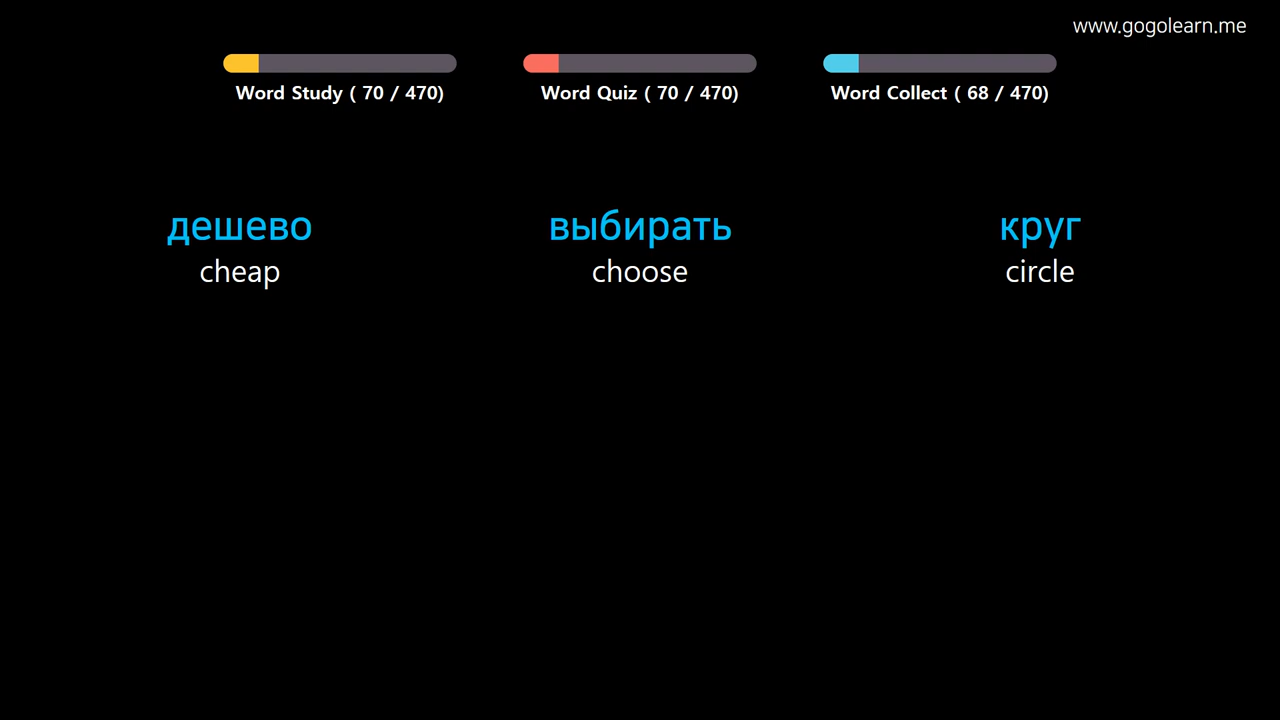 www.gogolearn.me
Word Study ( 70 / 470)
Word Quiz ( 70 / 470)
Word Collect ( 68 / 470)
дешево
cheap
выбирать
choose
круг
circle